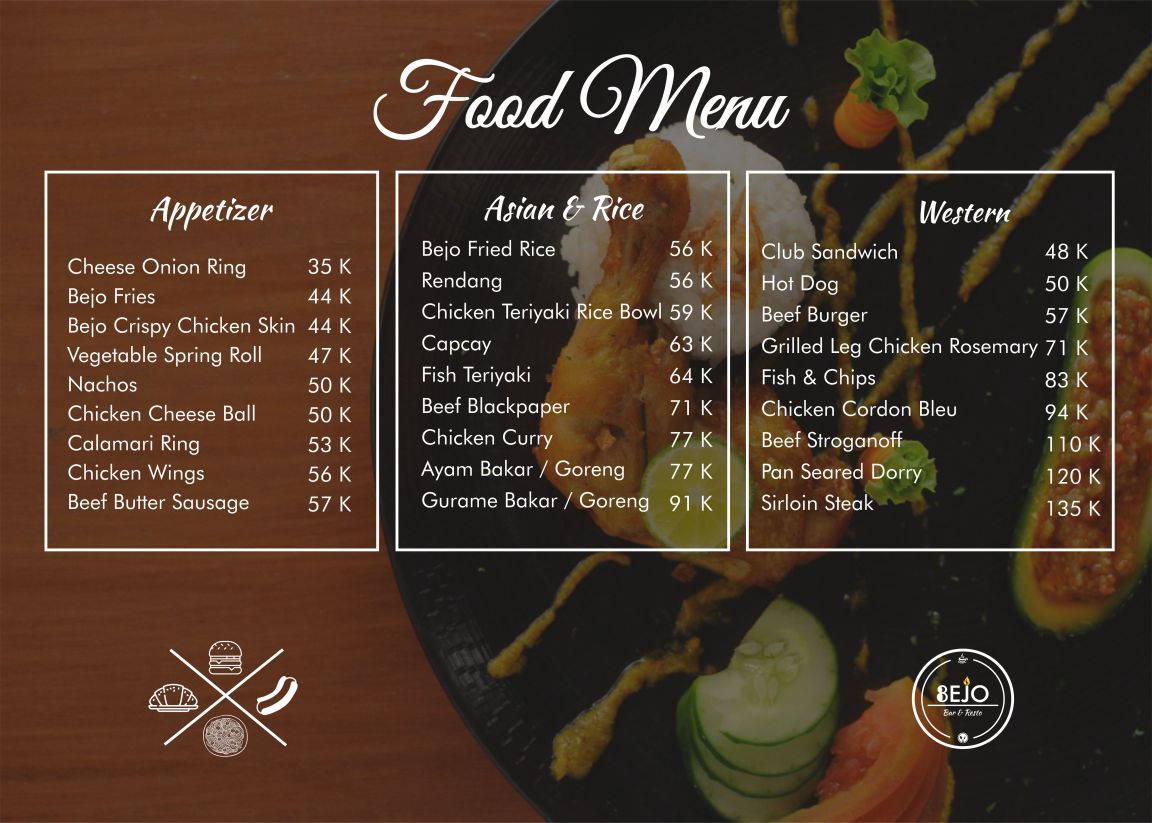 Food Menu
Appetizer
Cheese Onion Ring 35 K
Bejo Fries 44 K
Bejo Crispy Chicken Skin 44 K
Vegetable Spring Roll 47 K
Nachos 50 K
Chicken Cheese Ball 50 K
Calamari Ring 53 K
Chicken Wings 56 K
Beef Butter Sausage 57 K
Asian & Rice
Bejo Fried Rice 56 K
Rendang 56 K
Chicken Teriyaki Rice Bowl 59 K
Capcay 63 K
Fish Teriyaki 64 K
Beef Blackpaper 71 K
Chicken Curry 77 K
Ayam Bakar / Goreng 77 K
Gurame Bakar / Goreng 91 K
Western
Club Sandwich 48 K
Hot Dog 50 K
Beef Burger 57 K
Grilled Leg Chicken Rosemary 71 K
Fish & Chips 83 K
Chicken Cordon Bleu 94 K
Beef Stroganoff 110 K
Pan Seared Dorry 120 K
Sirloin Steak 135 K
BEJO
Bar & Resto